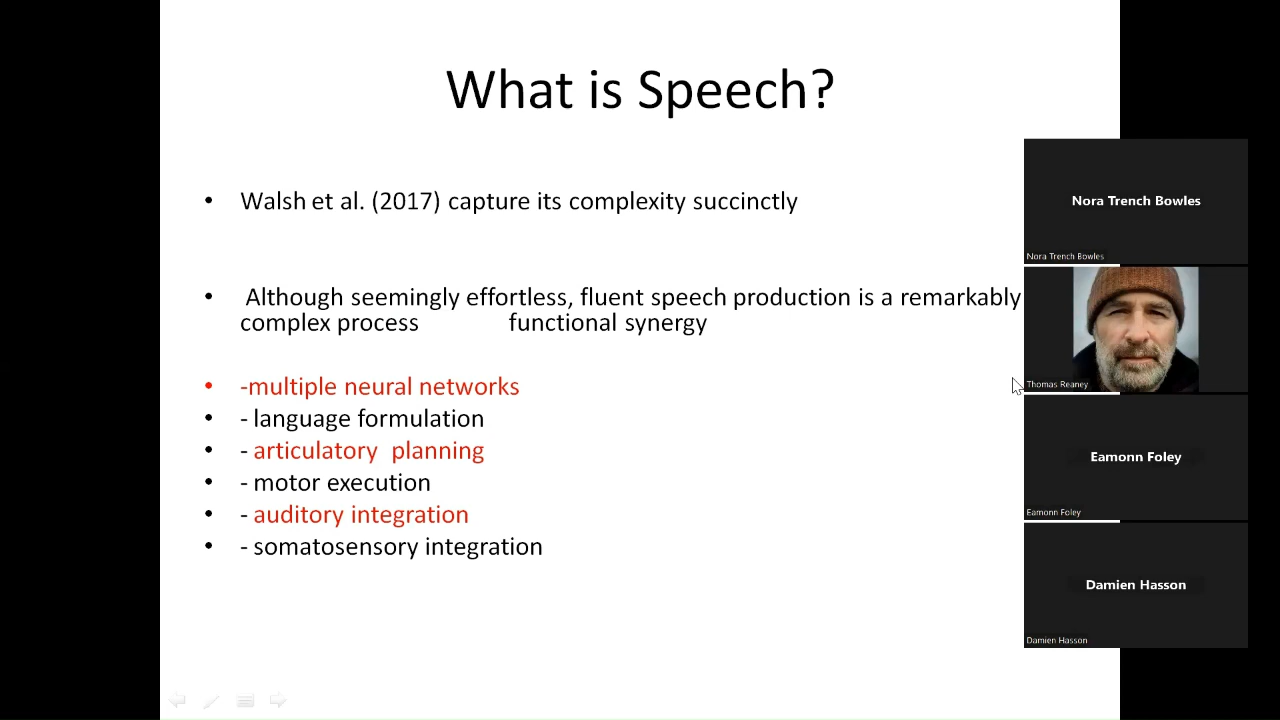 What is Speech?
• Walsh et al. (2017) capture its complexity succinctly
• Although seemingly effortless, fluent speech production is a remarkably
complex process functional synergy
• -multiple neural networks
• - language formulation
• - articulatory planning
• - motor execution
• - auditory integration
• - somatosensory integration
Nora Trench Bowles
Nora Trench Bowles
Thomas Reaney
Eamonn Foley
Eamonn Foley
Damien Hasson
Damien Hasson